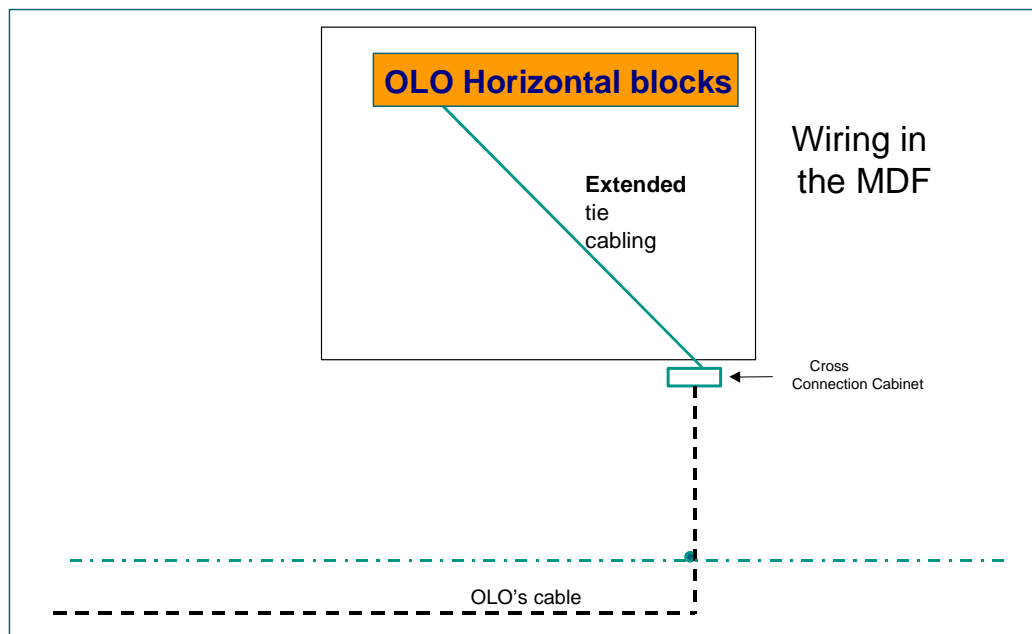 OLO Horizontal blocks
Wiring in
the MDF
Extended
tie
cabling
Cross
Connection Cabinet
OLO's cable